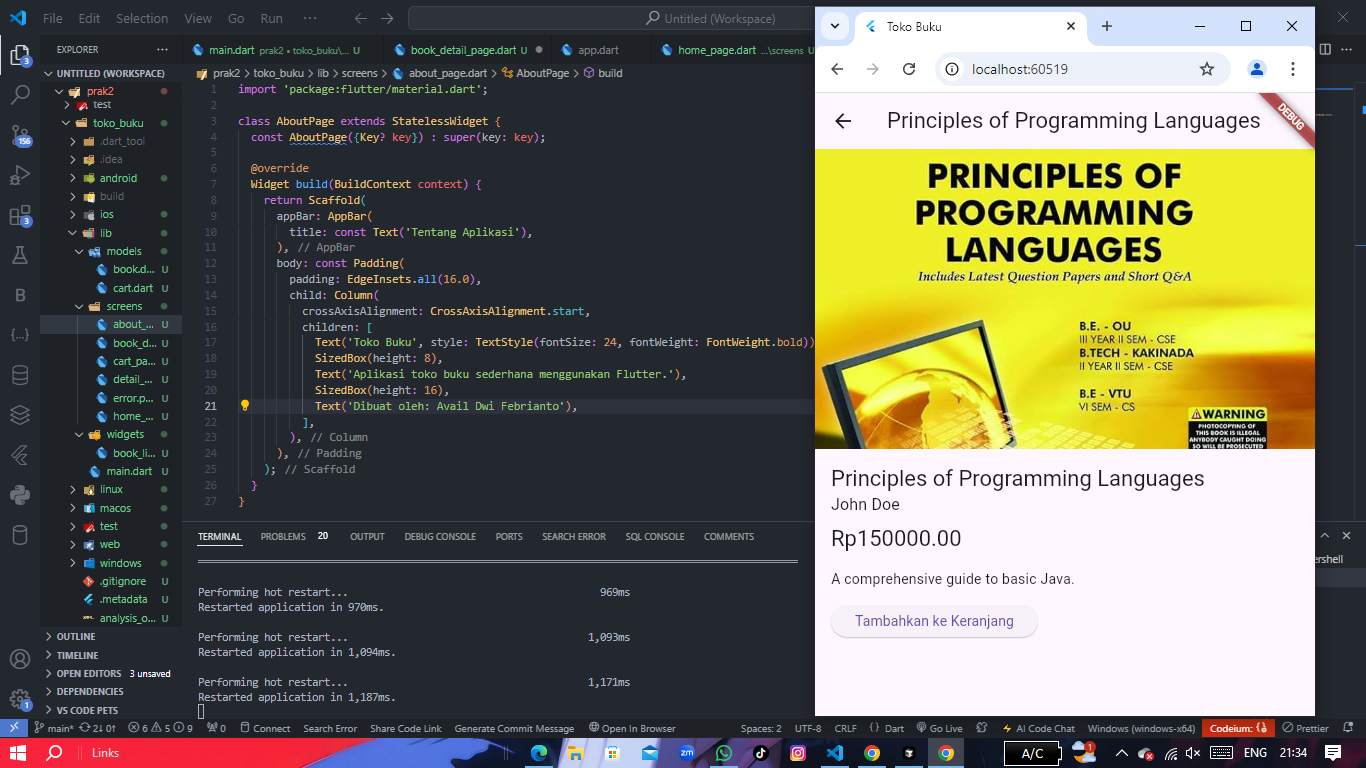 File Edit Selection View Go Run ··· Untitled (Workspace)
EXPLORER ···
UNTITLED (WORKSPACE)
prak2
test
toko_buku
.dart_tool
.idea
android
build
ios
lib
models
book.d... U
cart.dart U
screens
about_... U
book_d... U
cart_pa... U
detail_... U
error.p... U
home_... U
widgets
book_li... U
main.dart U
linux
macos
test
web
windows
.gitignore U
.metadata U
analysis_o... U
OUTLINE
TIMELINE
OPEN EDITORS 3 unsaved
DEPENDENCIES
VS CODE PETS
3
156
3
1
main.dart prak2 • toko_buku\... U book_detail_page.dart U app.dart home_page.dart ...\screens U
prak2 > toko_buku > lib > screens > about_page.dart > AboutPage > build
1 import 'package:flutter/material.dart';
2
3 class AboutPage extends StatelessWidget {
4 const AboutPage({Key? key}) : super(key: key);
5
6 @override
7 Widget build(BuildContext context) {
8 return Scaffold(
9 appBar: AppBar(
10 title: const Text('Tentang Aplikasi'),
11 ), // AppBar
12 body: const Padding(
13 padding: EdgeInsets.all(16.0),
14 child: Column(
15 crossAxisAlignment: CrossAxisAlignment.start,
16 children: [
17 Text('Toko Buku', style: TextStyle(fontSize: 24, fontWeight: FontWeight.bold))
18 SizedBox(height: 8),
19 Text('Aplikasi toko buku sederhana menggunakan Flutter.'),
20 SizedBox(height: 16),
21 Text('Dibuat oleh: Avail Dwi Febrianto'),
22 ],
23 ), // Column
24 ), // Padding
25 ); // Scaffold
26 }
27 }
TERMINAL PROBLEMS 20 OUTPUT DEBUG CONSOLE PORTS SEARCH ERROR SQL CONSOLE COMMENTS
ershell
Performing hot restart... 969ms
Restarted application in 970ms.
Performing hot restart... 1,093ms
Restarted application in 1,094ms.
Performing hot restart... 1,171ms
Restarted application in 1,187ms.
Toko Buku
localhost:60519
DEBUG
Principles of Programming Languages
PRINCIPLES OF
PROGRAMMING
LANGUAGES
Includes Latest Question Papers and Short Q&A
B.E. - OU
III YEAR II SEM - CSE
B.TECH - KAKINADA
II YEAR II SEM - CSE
B.E - VTU
VI SEM - CS
WARNING
PHOTOCOPYING OF
THIS BOOK IS ILLEGAL
ANYBODY CAUGHT DOING
SO WILL BE PROSECUTED
Principles of Programming Languages
John Doe
Rp150000.00
A comprehensive guide to basic Java.
Tambahkan ke Keranjang
main* 2↓ 0↑ 6 5 9 0 Connect Search Error Share Code Link Generate Commit Message Open In Browser Spaces: 2 UTF-8 CRLF {} Dart Go Live AI Code Chat Windows (windows-x64) Codeium: {} Prettier
Links zm A/C 1 ENG 21:34